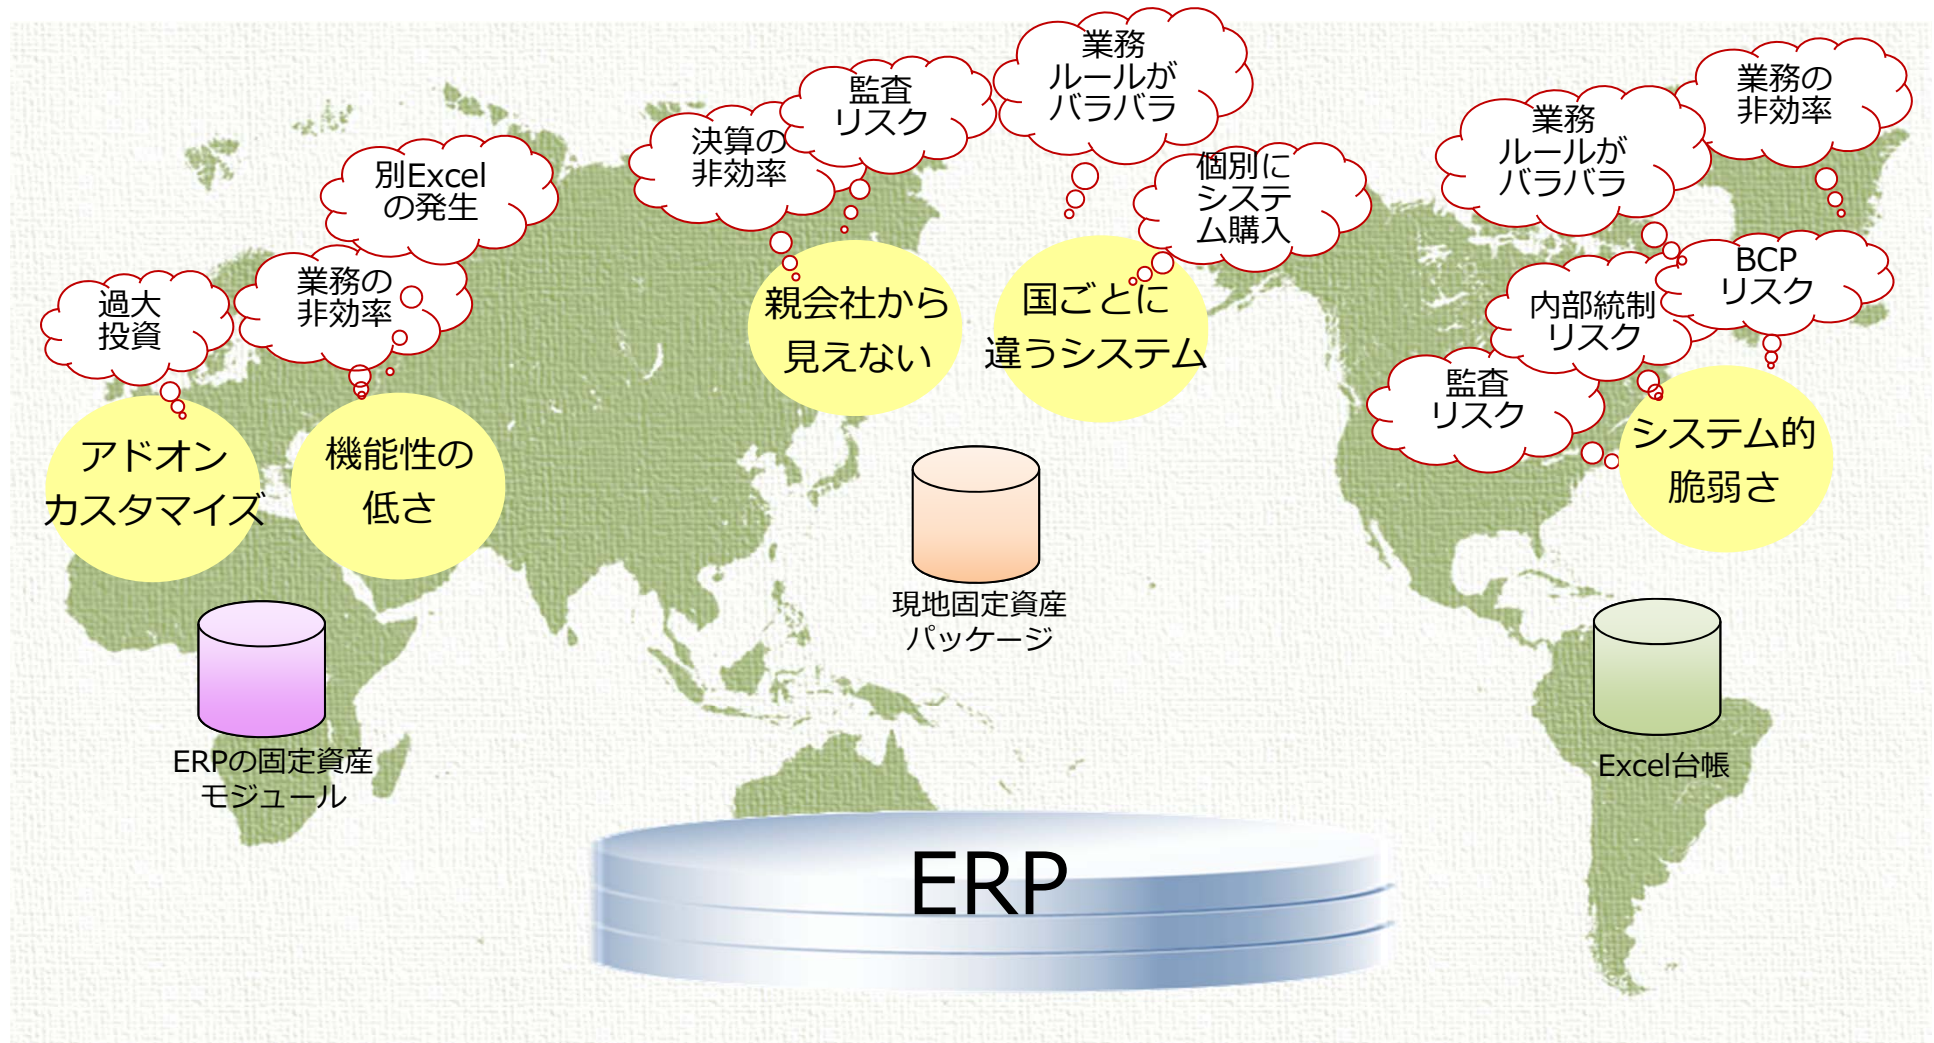 過大
投資
業務の
非効率
別Excel
の発生
アドオン
カスタマイズ
機能性の
低さ
ERPの固定資産
モジュール
決算の
非効率
監査
リスク
業務
ルールが
バラバラ
個別に
システ
ム購入
親会社から
見えない
国ごとに
違うシステム
現地固定資産
パッケージ
業務
ルールが
バラバラ
業務の
非効率
監査
リスク
内部統制
リスク
BCP
リスク
システム的
脆弱さ
Excel台帳
ERP